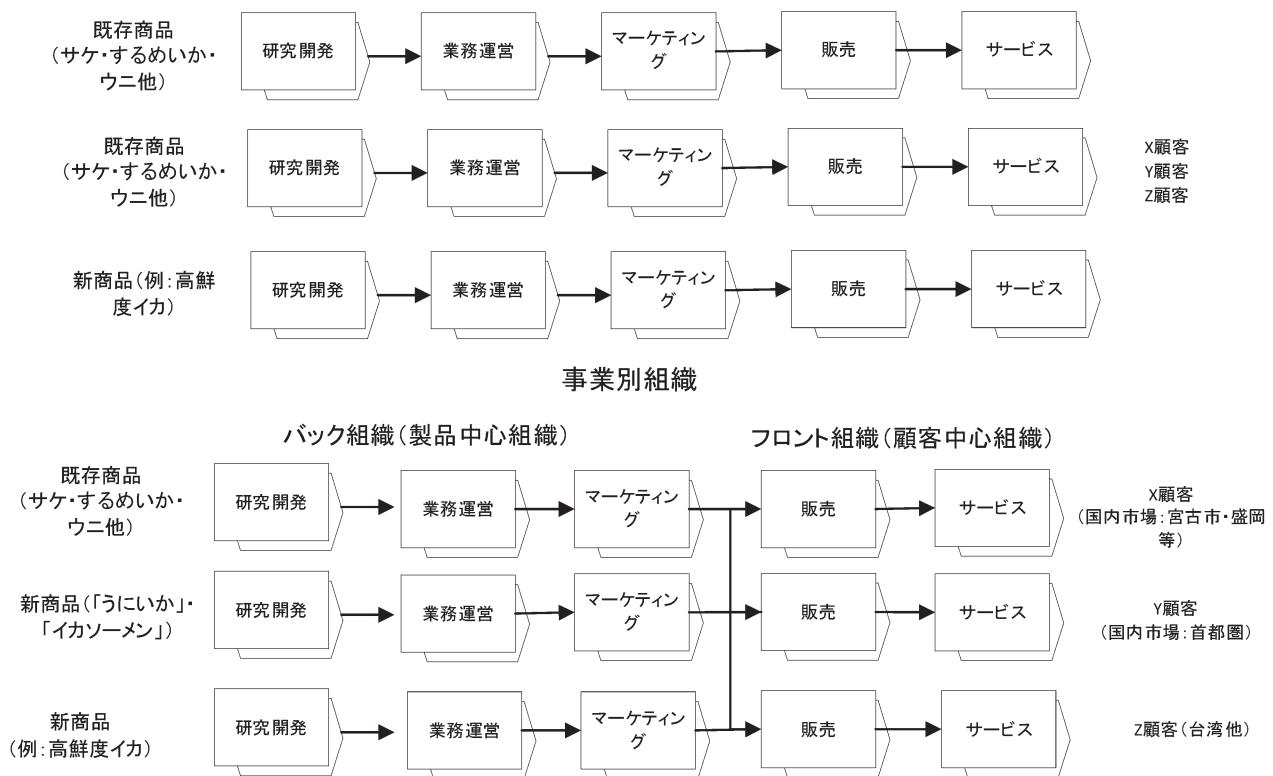 既存商品
(サケ・するめいか・
ウニ他)
研究開発
業務運営
マーケティン
グ
販売
サービス
既存商品
(サケ・するめいか・
ウニ他)
研究開発
業務運営
マーケティン
グ
販売
サービス
X顧客
Y顧客
Z顧客
新商品(例:高鮮
度イカ)
研究開発
業務運営
マーケティン
グ
販売
サービス
事業別組織
バック組織(製品中心組織)
フロント組織(顧客中心組織)
既存商品
(サケ・するめいか・
ウニ他)
研究開発
業務運営
マーケティン
グ
販売
サービス
X顧客
(国内市場:宮古市・盛岡
等)
新商品(「うにいか」・
「イカソーメン」)
研究開発
業務運営
マーケティン
グ
販売
サービス
Y顧客
(国内市場:首都圏)
新商品
(例:高鮮度イカ)
研究開発
業務運営
マーケティン
グ
販売
サービス
Z顧客(台湾他)